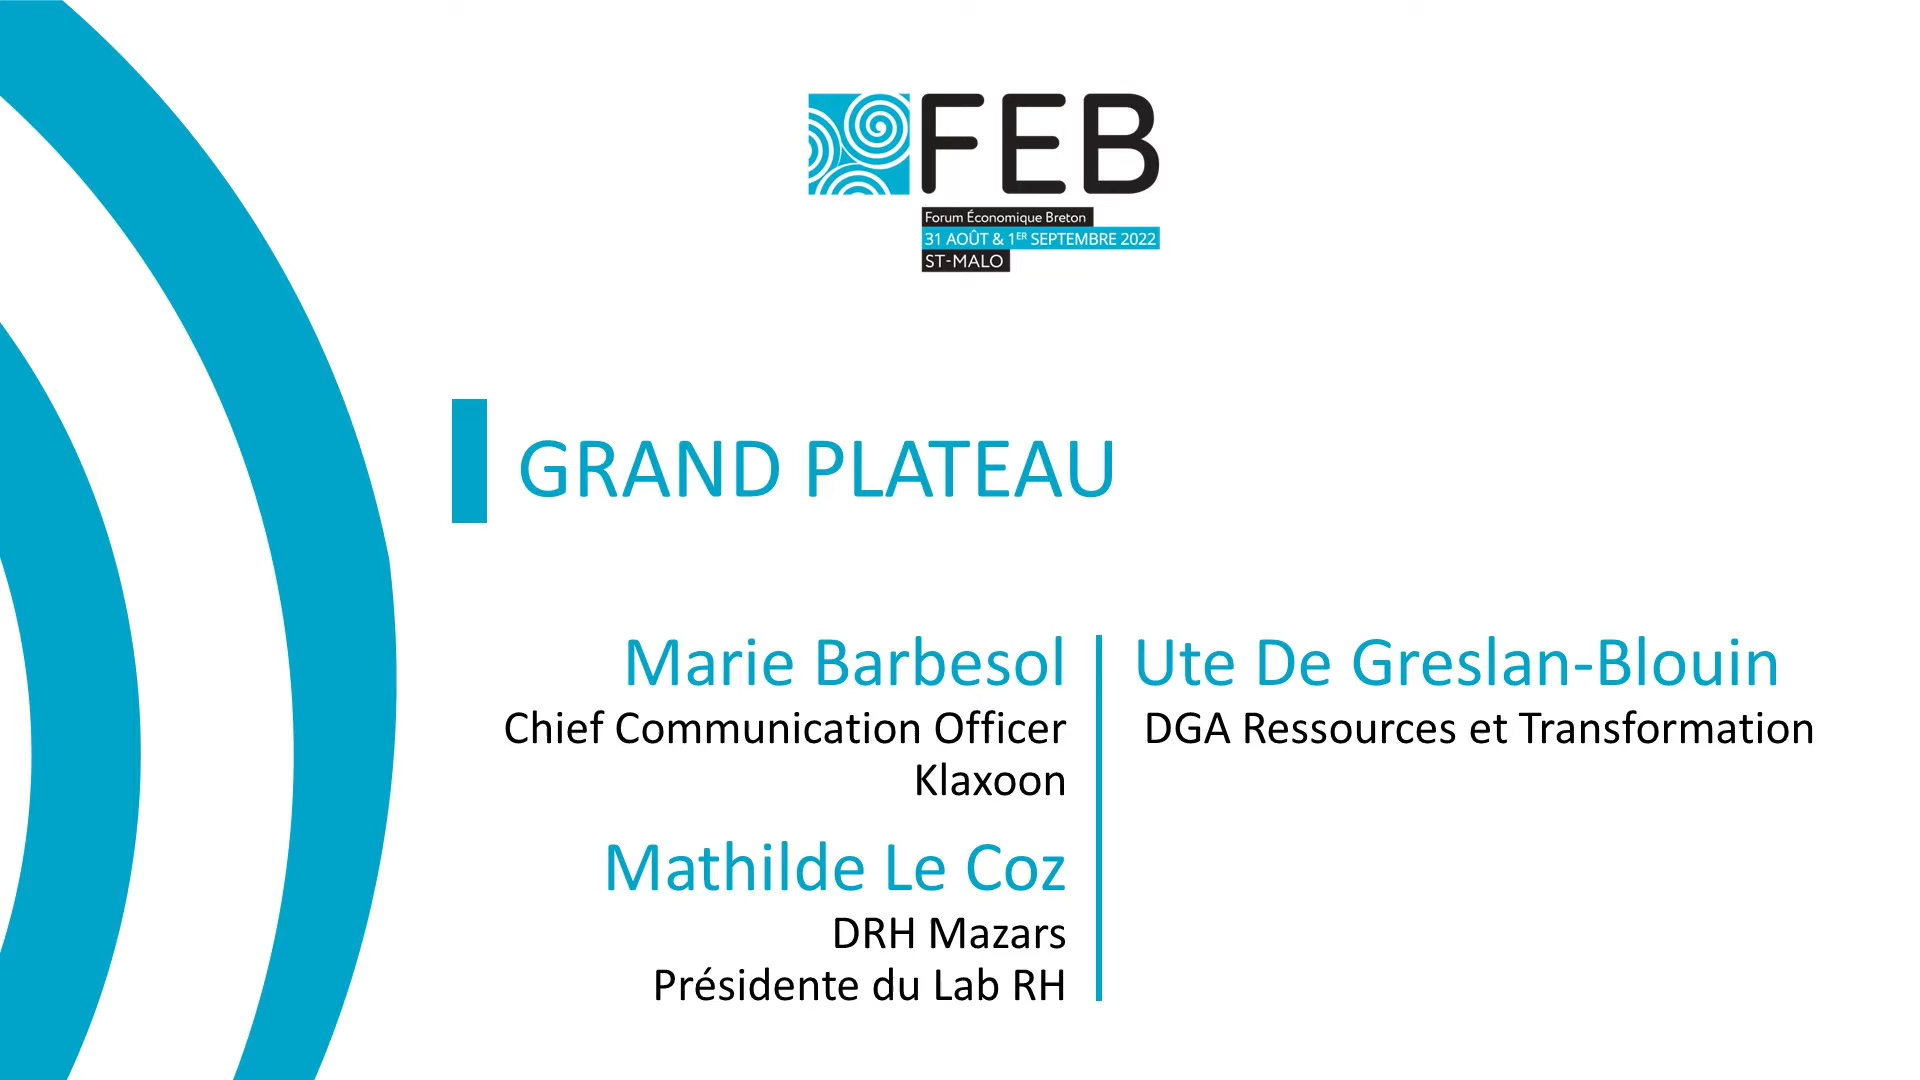 FEB
Forum Économique Breton
31 AOÛT & 1ER SEPTEMBRE 2022
ST-MALO
GRAND PLATEAU
Marie Barbesol
Chief Communication Officer
Klaxoon
Mathilde Le Coz
DRH Mazars
Présidente du Lab RH
Ute De Greslan-Blouin
DGA Ressources et Transformation